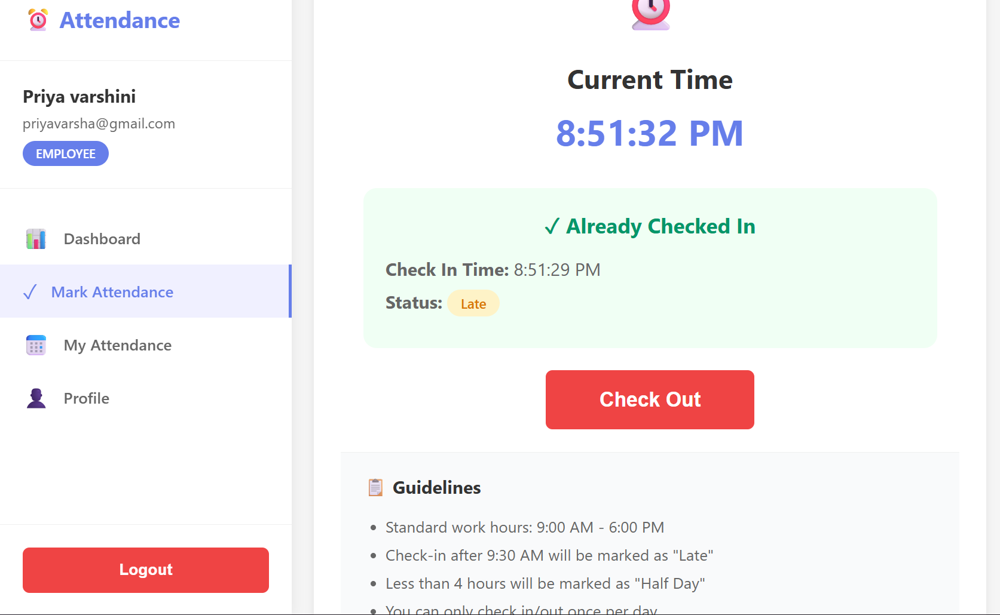 Attendance
Priya varshini
priyavarsha@gmail.com
EMPLOYEE
Dashboard
✓ Mark Attendance
My Attendance
Profile
Logout
Current Time
8:51:32 PM
✓ Already Checked In
Check In Time: 8:51:29 PM
Status: Late
Check Out
Guidelines
• Standard work hours: 9:00 AM - 6:00 PM
• Check-in after 9:30 AM will be marked as "Late"
• Less than 4 hours will be marked as "Half Day"
• You can only check in/out once per day